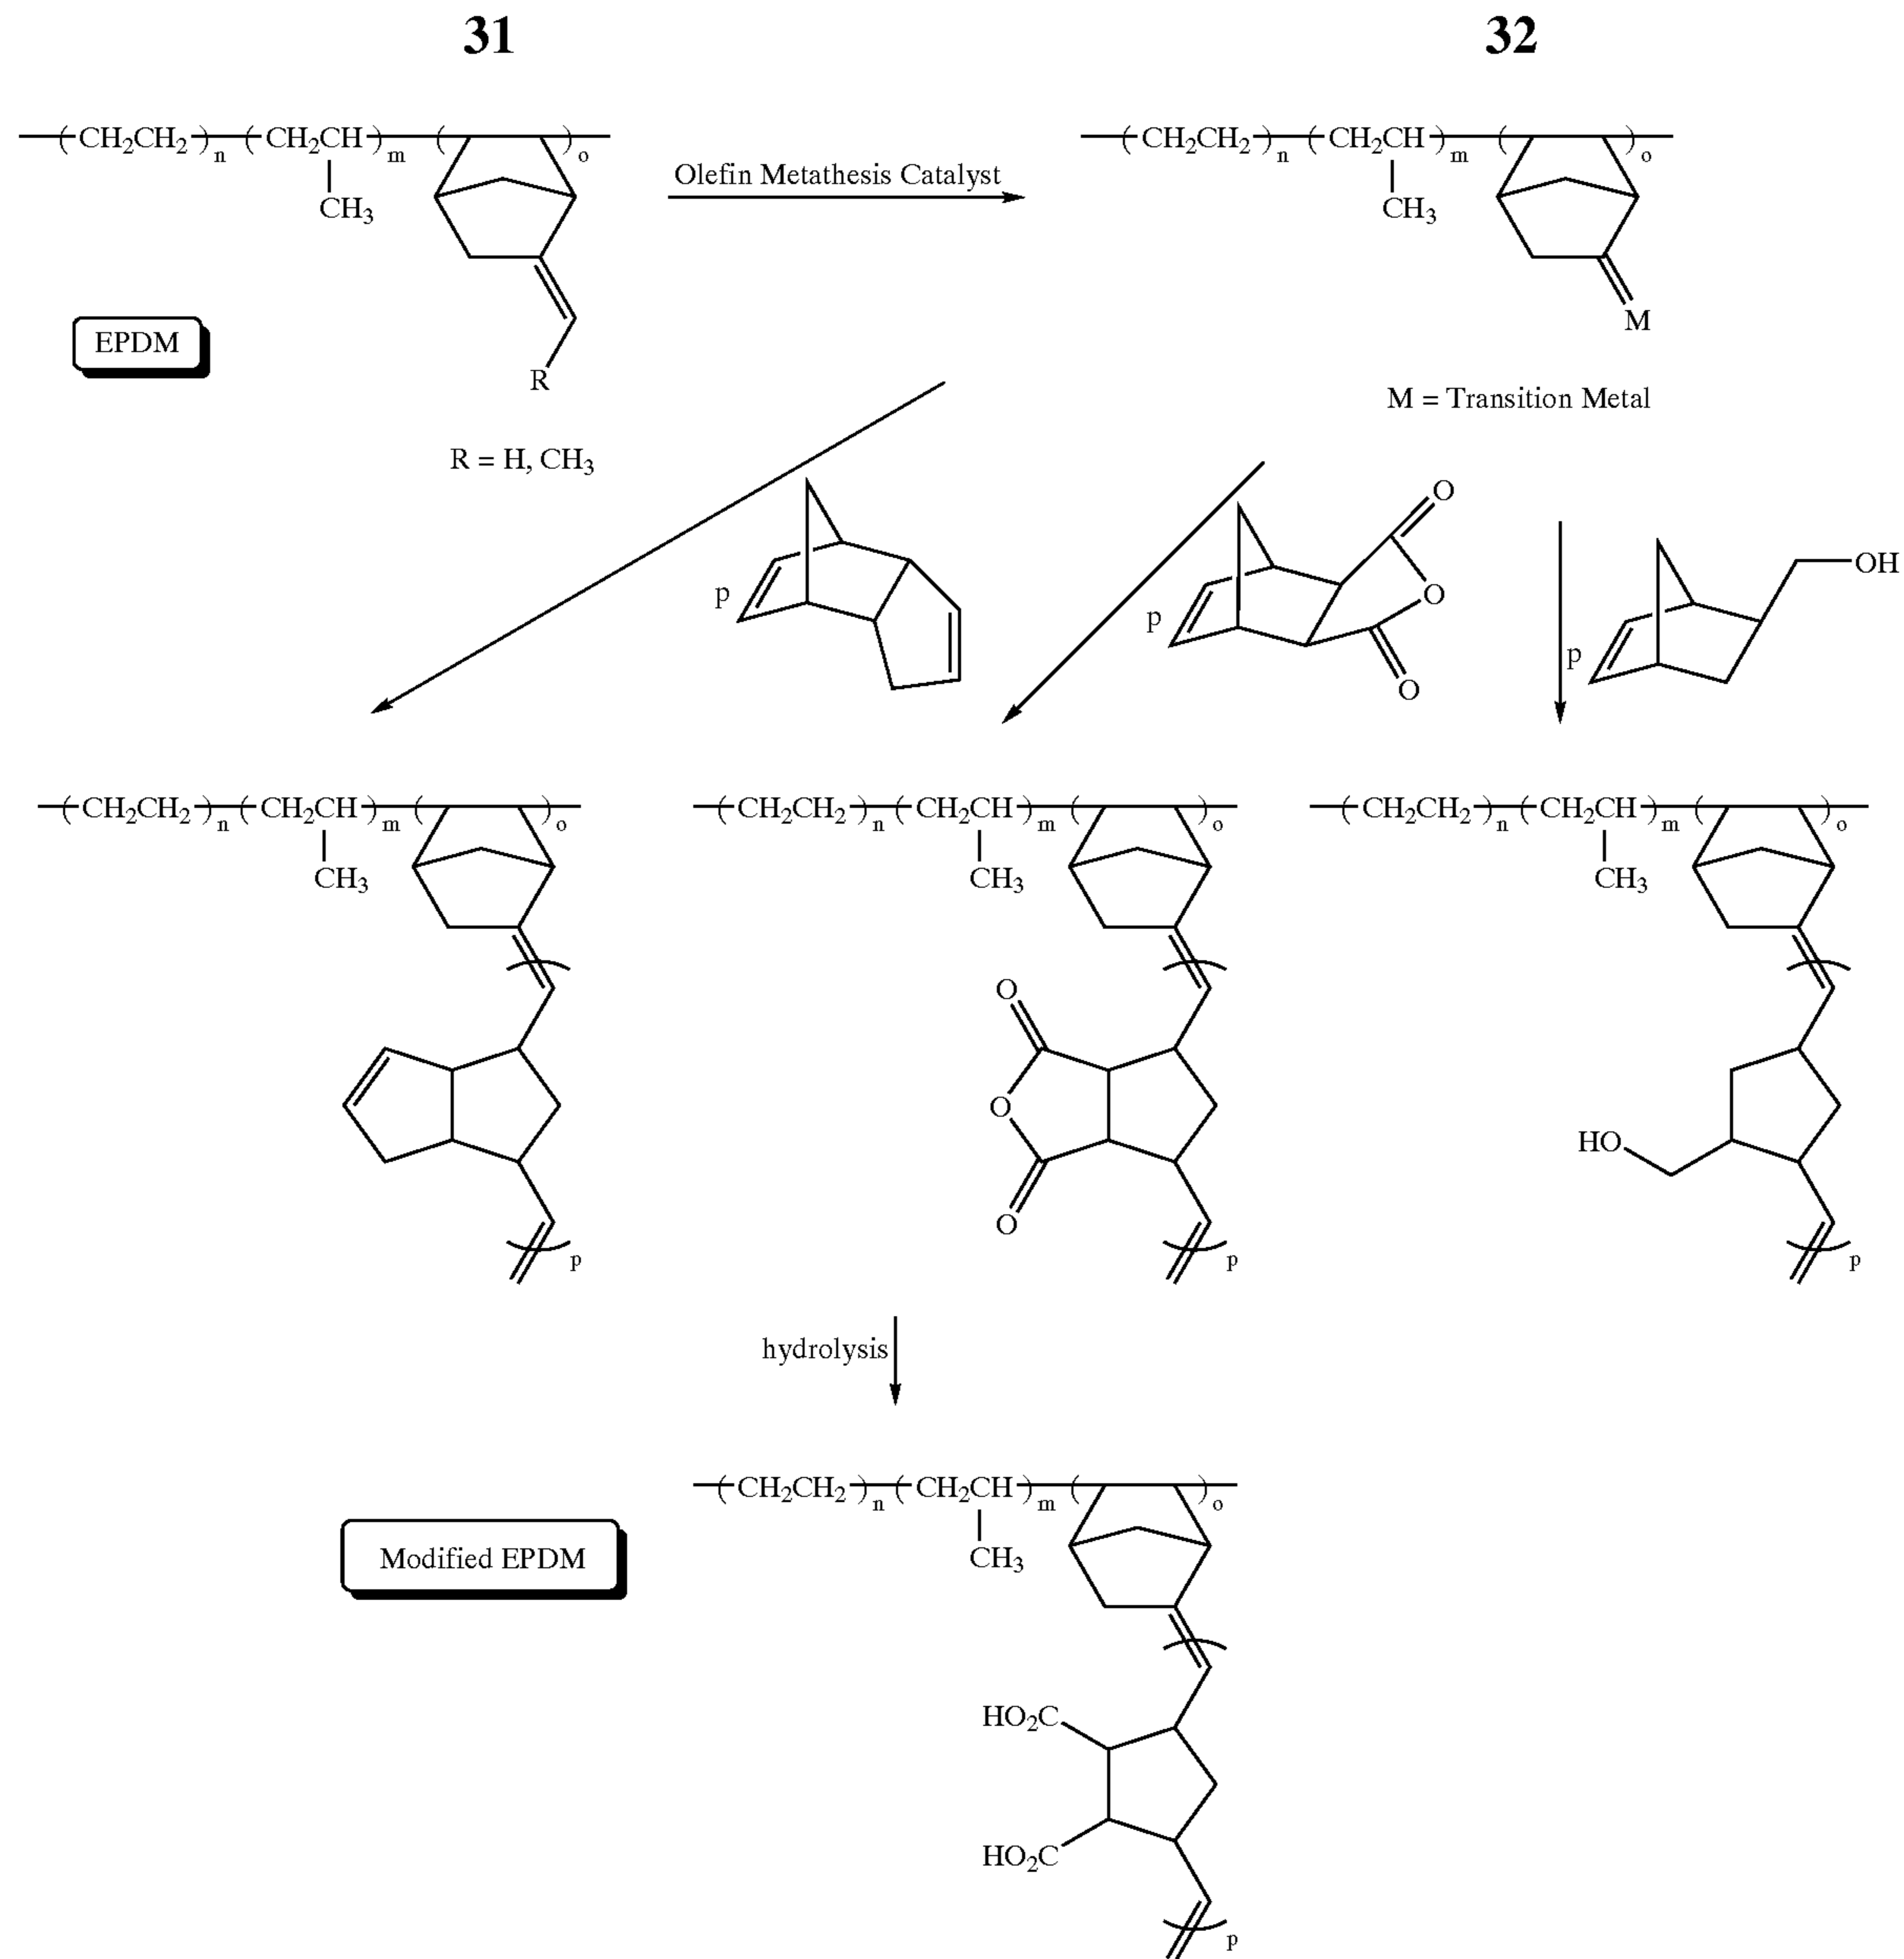 31 32
—(CH₂CH₂)ₙ—(CH₂CH)ₘ—( )ₒ —(CH₂CH₂)ₙ—(CH₂CH)ₘ—( )ₒ
Olefin Metathesis Catalyst
CH₃ CH₃
EPDM
M
R
M = Transition Metal
R = H, CH₃
O
OH
p O
p
p
O
—(CH₂CH₂)ₙ—(CH₂CH)ₘ—( )ₒ —(CH₂CH₂)ₙ—(CH₂CH)ₘ—( )ₒ —(CH₂CH₂)ₙ—(CH₂CH)ₘ—( )ₒ
CH₃ CH₃ CH₃
O
O
HO
O
p p p
hydrolysis
—(CH₂CH₂)ₙ—(CH₂CH)ₘ—( )ₒ
Modified EPDM
CH₃
HO₂C
HO₂C
p